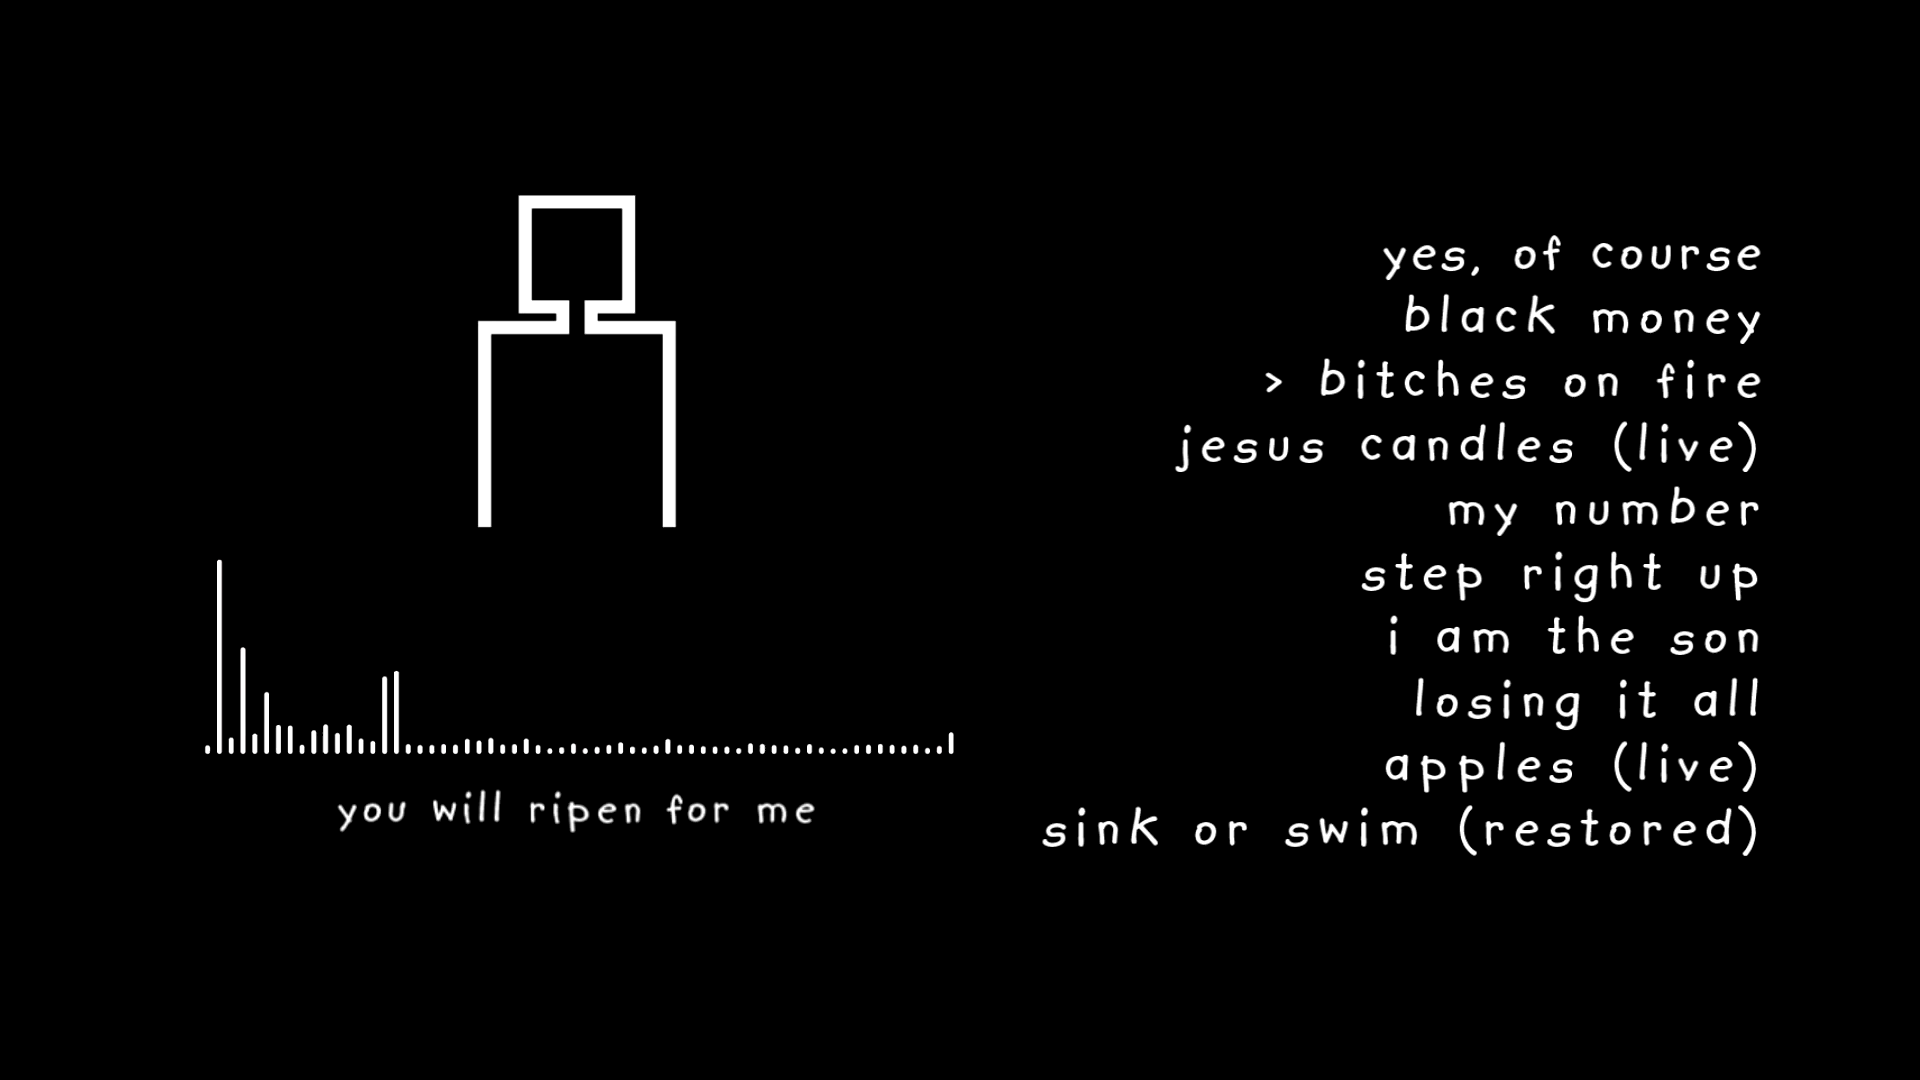 yes, of course
black money
> bitches on fire
jesus candles (live)
my number
step right up
i am the son
losing it all
apples (live)
sink or swim (restored)
you will ripen for me